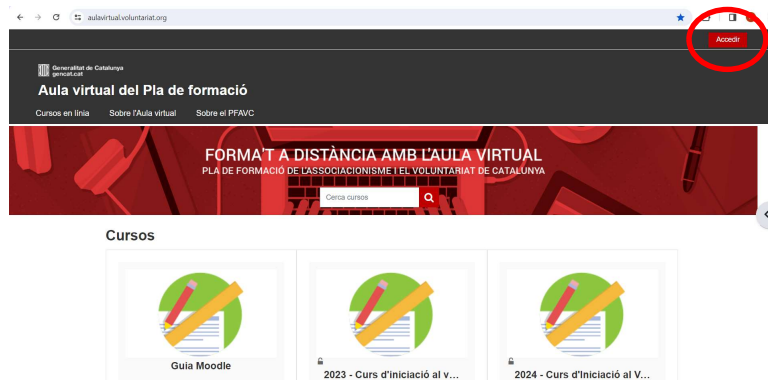 aulavirtual.voluntariat.org
Accedir
Generalitat de Catalunya
gencat.cat
Aula virtual del Pla de formació
Cursos en línia Sobre l'Aula virtual Sobre el PFAVC
FORMA'T A DISTÀNCIA AMB L'AULA VIRTUAL
PLA DE FORMACIÓ DE L'ASSOCIACIONISME I EL VOLUNTARIAT DE CATALUNYA
Cerca cursos
Cursos
Guia Moodle
2023 - Curs d'iniciació al v...
2024 - Curs d'Iniciació al V...